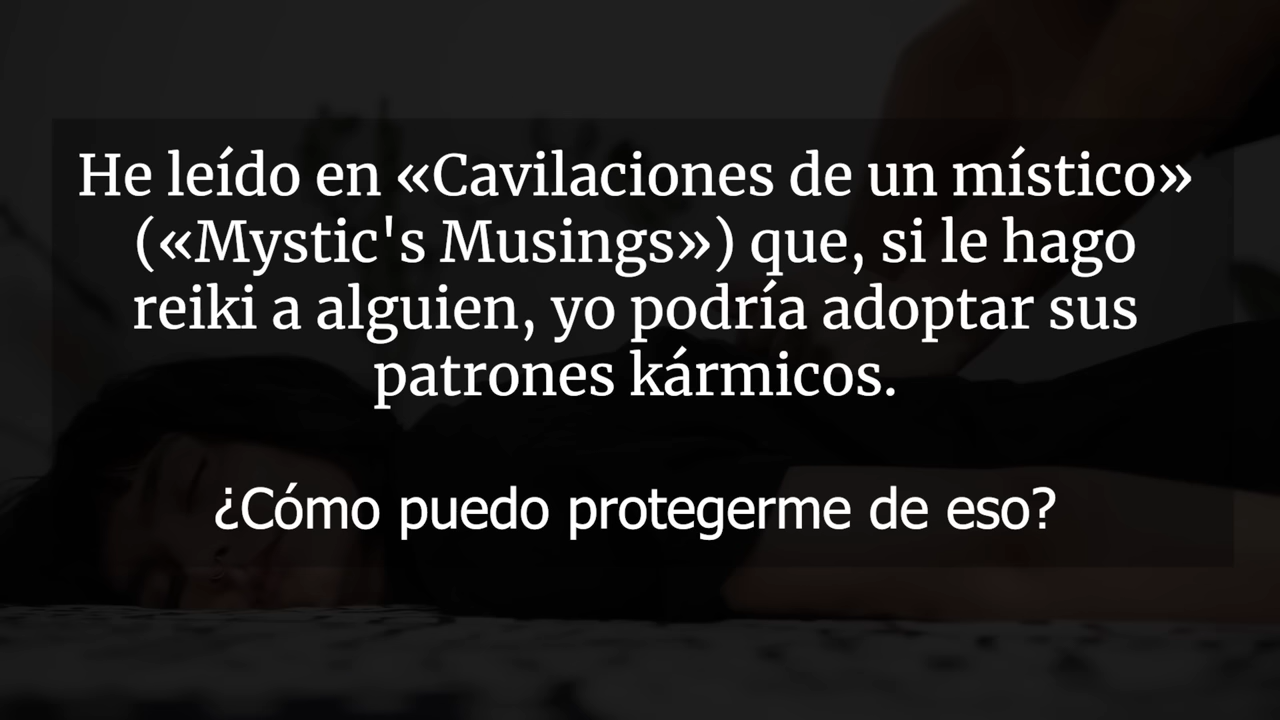 He leído en «Cavilaciones de un místico»
(«Mystic's Musings») que, si le hago
reiki a alguien, yo podría adoptar sus
patrones kármicos.
¿Cómo puedo protegerme de eso?